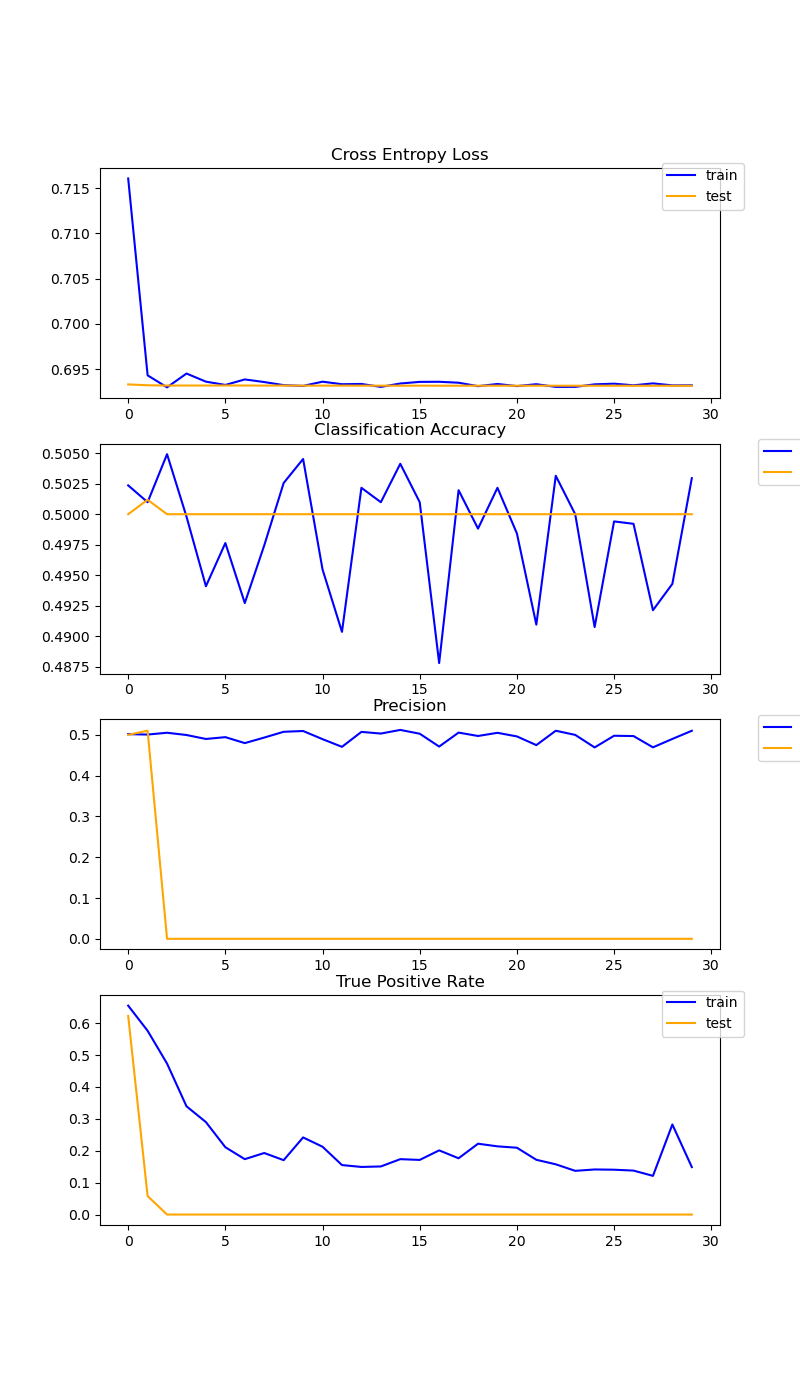 Cross Entropy Loss
train
test
0.715
0.710
0.705
0.700
0.695
0 5 10 15 20 25 30
Classification Accuracy
0.5050
0.5025
0.5000
0.4975
0.4950
0.4925
0.4900
0.4875
0 5 10 15 20 25 30
Precision
0.5
0.4
0.3
0.2
0.1
0.0
0 5 10 15 20 25 30
True Positive Rate
train
test
0.6
0.5
0.4
0.3
0.2
0.1
0.0
0 5 10 15 20 25 30